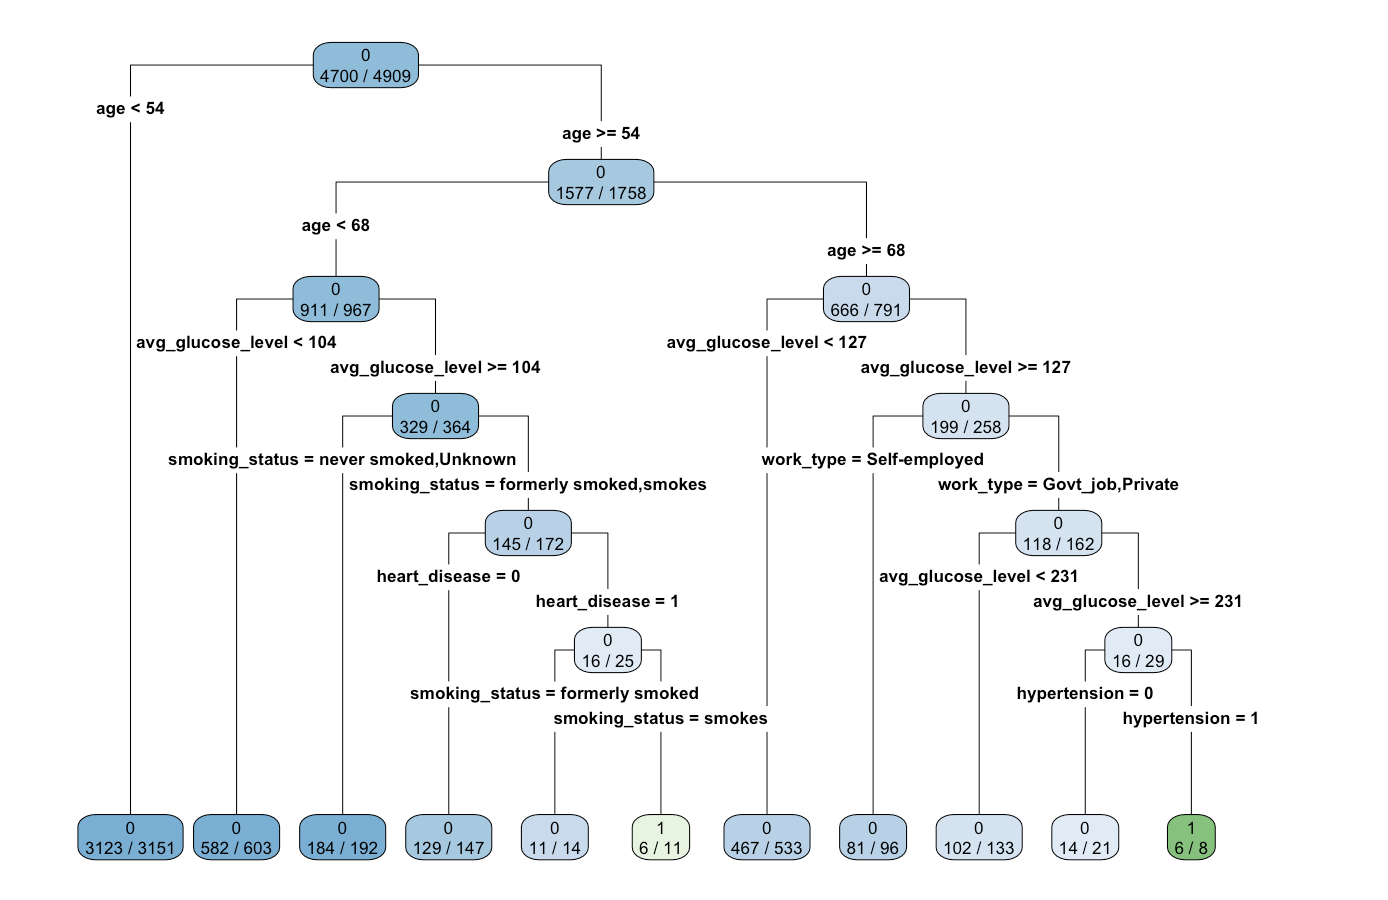 0
4700 / 4909
age < 54
age >= 54
0
1577 / 1758
age < 68
age >= 68
0
911 / 967
0
666 / 791
avg_glucose_level < 104
avg_glucose_level < 127
avg_glucose_level >= 104
avg_glucose_level >= 127
0
329 / 364
0
199 / 258
smoking_status = never smoked,Unknown
work_type = Self-employed
smoking_status = formerly smoked,smokes
work_type = Govt_job,Private
0
145 / 172
0
118 / 162
heart_disease = 0
avg_glucose_level < 231
heart_disease = 1
avg_glucose_level >= 231
0
16 / 25
0
16 / 29
smoking_status = formerly smoked
hypertension = 0
smoking_status = smokes
hypertension = 1
0
3123 / 3151
0
582 / 603
0
184 / 192
0
129 / 147
0
11 / 14
1
6 / 11
0
467 / 533
0
81 / 96
0
102 / 133
0
14 / 21
1
6 / 8